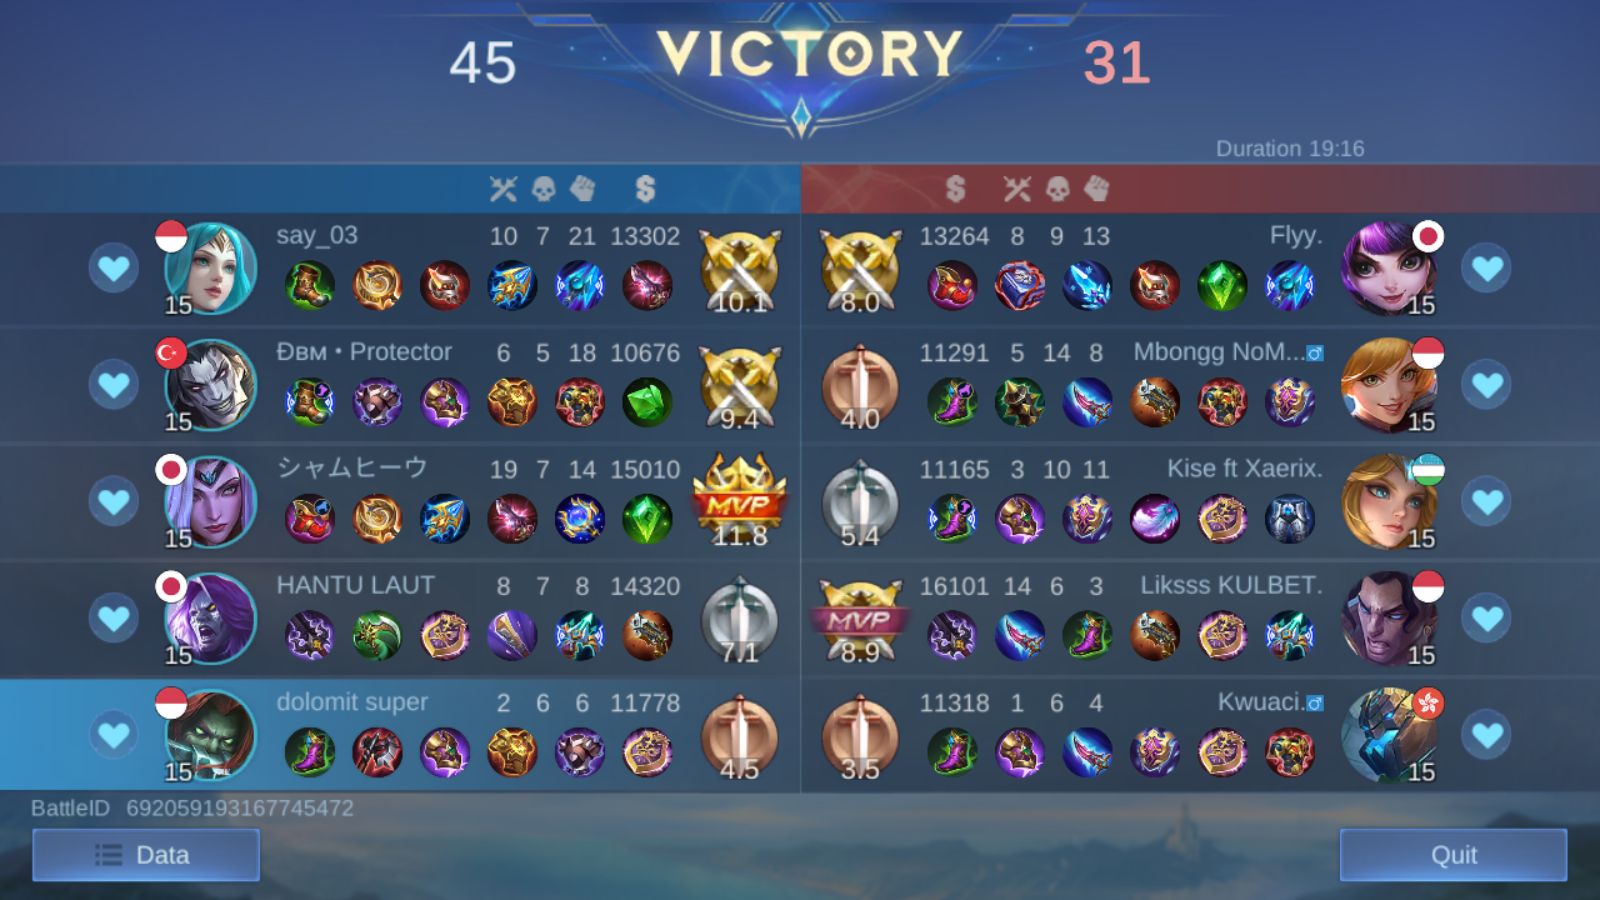 45 VICTORY 31
Duration 19:16
say_03 10 7 21 13302 10.1 15
8.0 13264 8 9 13 Flyy. 15
Đвм • Protector 6 5 18 10676 9.4 15
4.0 11291 5 14 8 Mbongg NoM... 15
シャムヒーウ 19 7 14 15010 MVP 11.8 15
5.4 11165 3 10 11 Kise ft Xaerix. 15
HANTU LAUT 8 7 8 14320 7.1 15
MVP 8.9 16101 14 6 3 Liksss KULBET. 15
dolomit super 2 6 6 11778 4.5 15
3.5 11318 1 6 4 Kwuaci. 15
BattleID 692059193167745472
Data
Quit